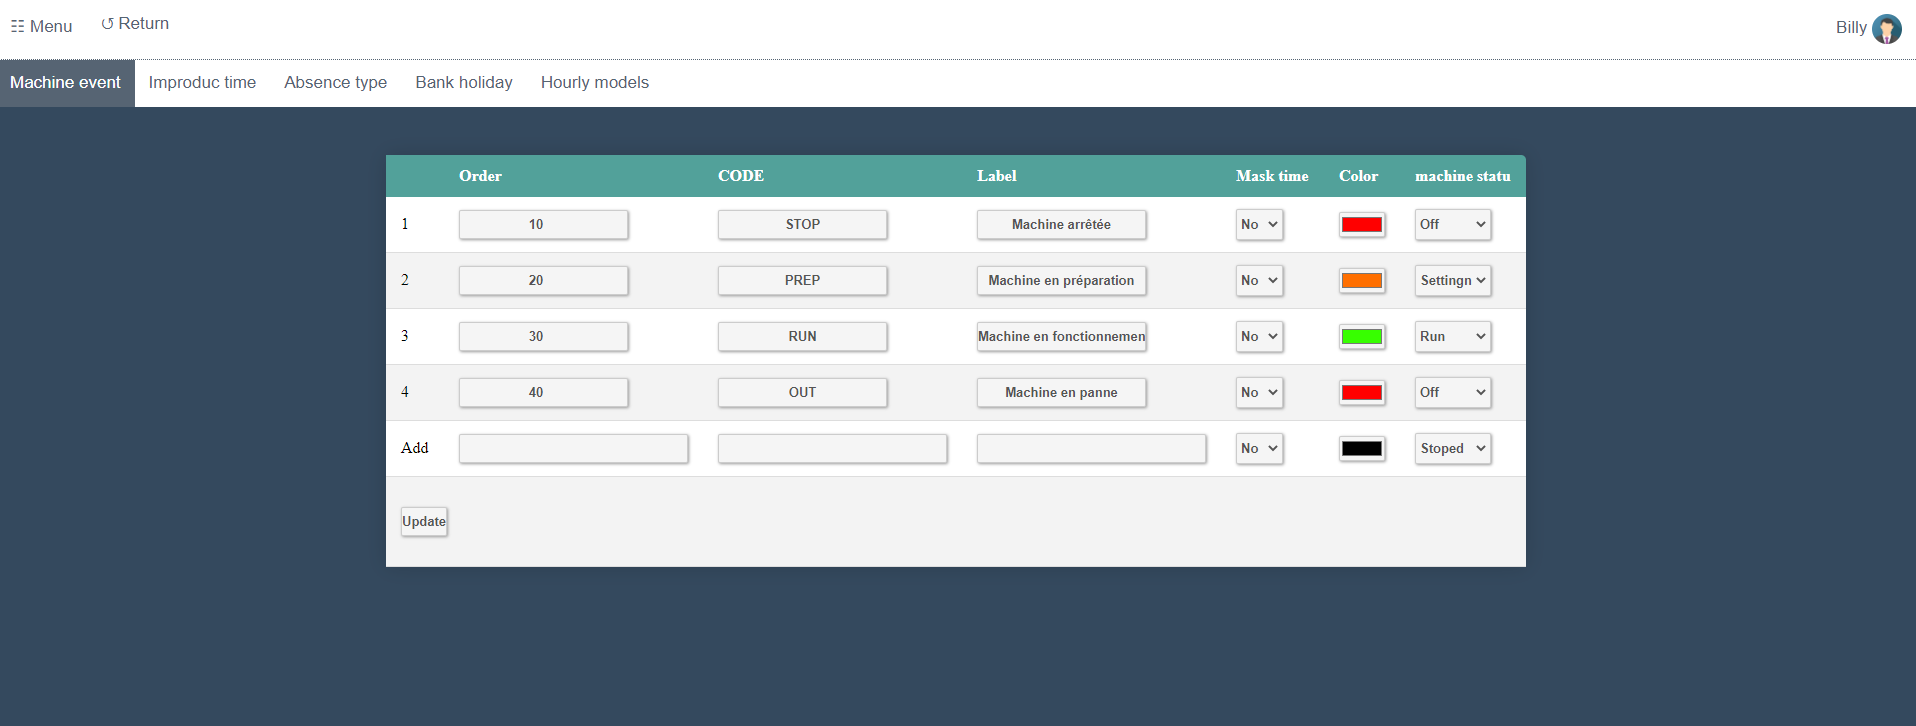 ☷ Menu ↺ Return Billy
Machine event Improduc time Absence type Bank holiday Hourly models
Order CODE Label Mask time Color machine statu
1 10 STOP Machine arrêtée No Off
2 20 PREP Machine en préparation No Settingn
3 30 RUN Machine en fonctionnemen No Run
4 40 OUT Machine en panne No Off
Add No Stoped
Update